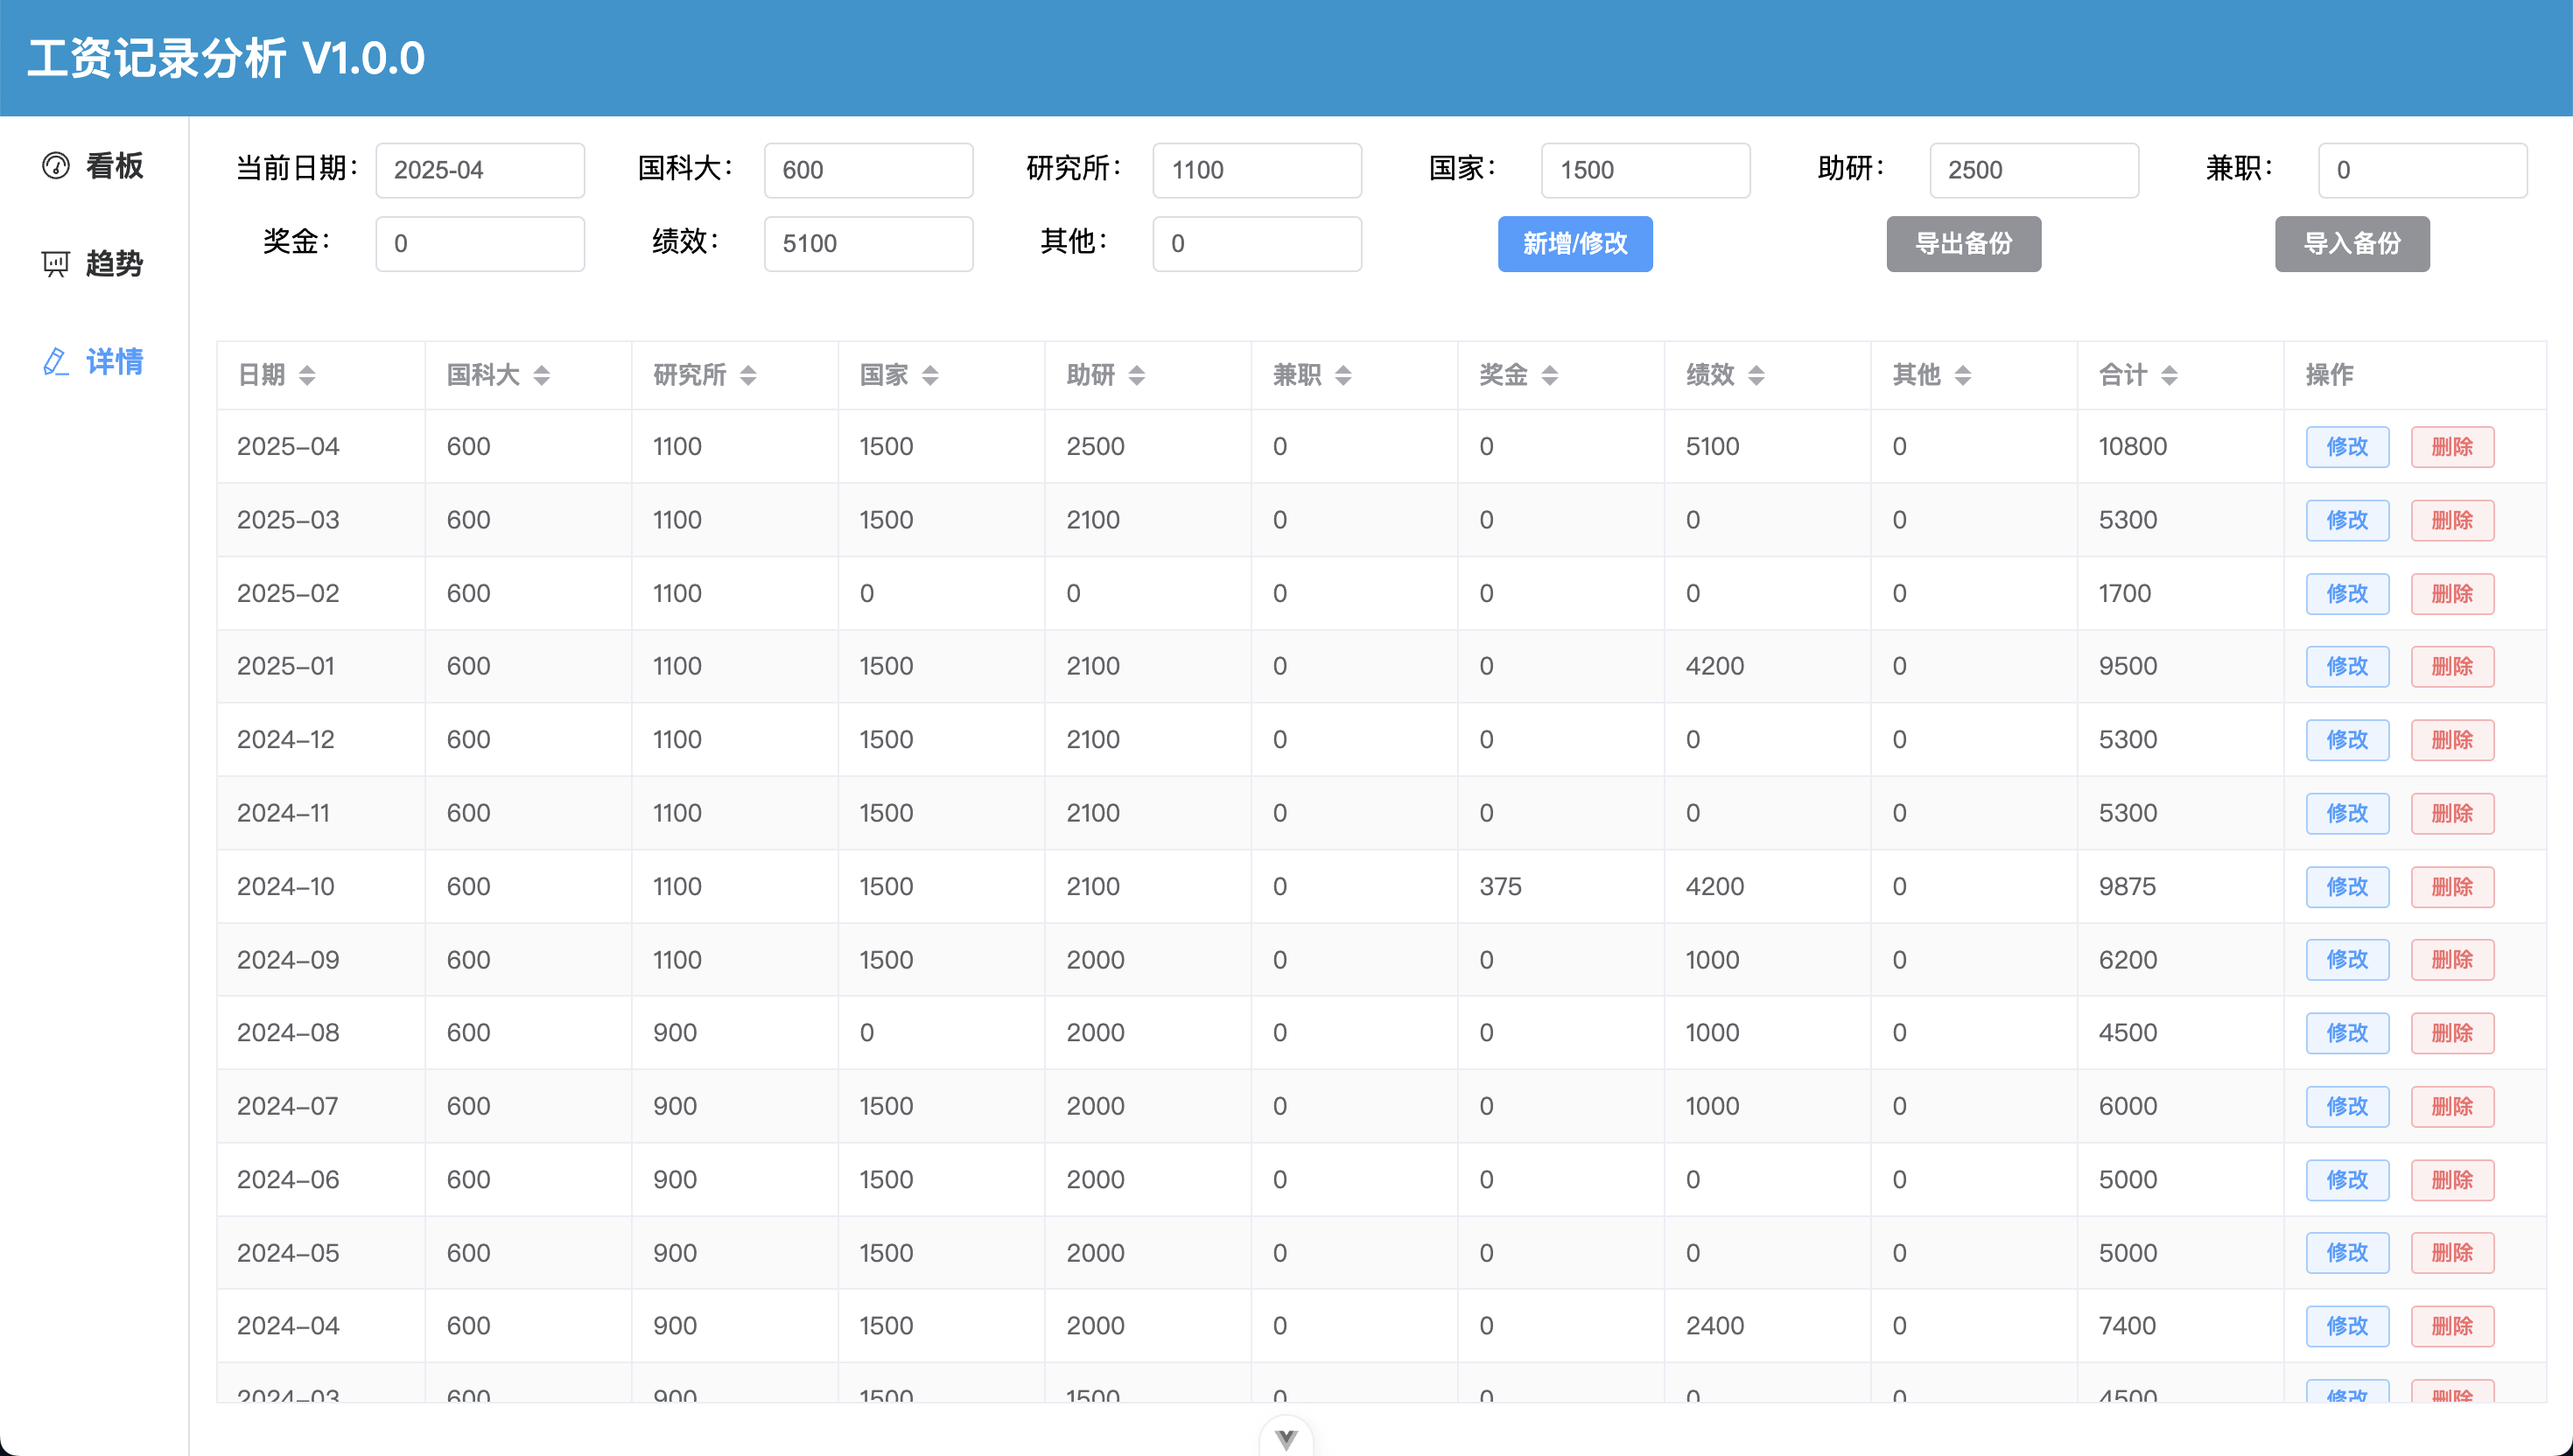 工资记录分析 V1.0.0
看板
趋势
详情
当前日期： 2025-04 国科大： 600 研究所： 1100 国家： 1500 助研： 2500 兼职： 0
奖金： 0 绩效： 5100 其他： 0 新增/修改 导出备份 导入备份
日期 国科大 研究所 国家 助研 兼职 奖金 绩效 其他 合计 操作
2025-04 600 1100 1500 2500 0 0 5100 0 10800 修改 删除
2025-03 600 1100 1500 2100 0 0 0 0 5300 修改 删除
2025-02 600 1100 0 0 0 0 0 0 1700 修改 删除
2025-01 600 1100 1500 2100 0 0 4200 0 9500 修改 删除
2024-12 600 1100 1500 2100 0 0 0 0 5300 修改 删除
2024-11 600 1100 1500 2100 0 0 0 0 5300 修改 删除
2024-10 600 1100 1500 2100 0 375 4200 0 9875 修改 删除
2024-09 600 1100 1500 2000 0 0 1000 0 6200 修改 删除
2024-08 600 900 0 2000 0 0 1000 0 4500 修改 删除
2024-07 600 900 1500 2000 0 0 1000 0 6000 修改 删除
2024-06 600 900 1500 2000 0 0 0 0 5000 修改 删除
2024-05 600 900 1500 2000 0 0 0 0 5000 修改 删除
2024-04 600 900 1500 2000 0 0 2400 0 7400 修改 删除
2024-03 600 900 1500 1500 0 0 0 0 4500 修改 删除